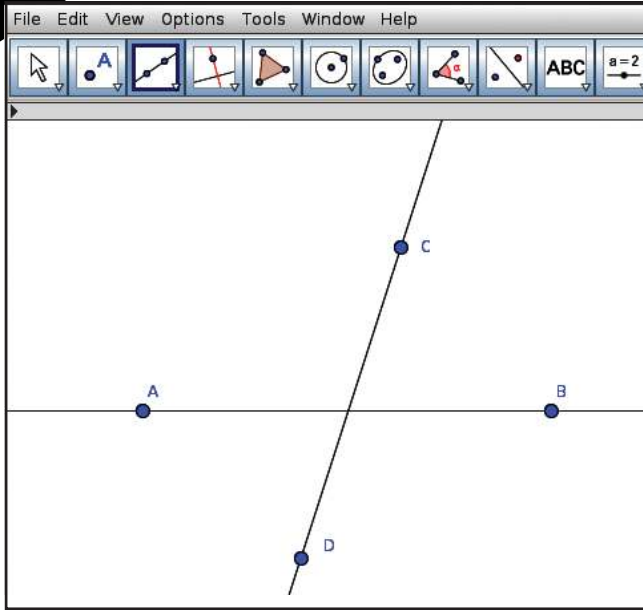 File Edit View Options Tools Window Help
A α ABC a=2
C
A B
D